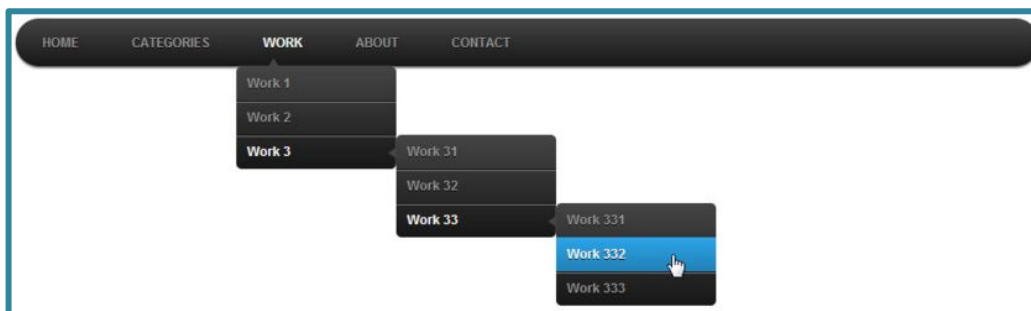 HOME CATEGORIES WORK ABOUT CONTACT
Work 1
Work 2
Work 3
Work 31
Work 32
Work 33
Work 331
Work 332
Work 333